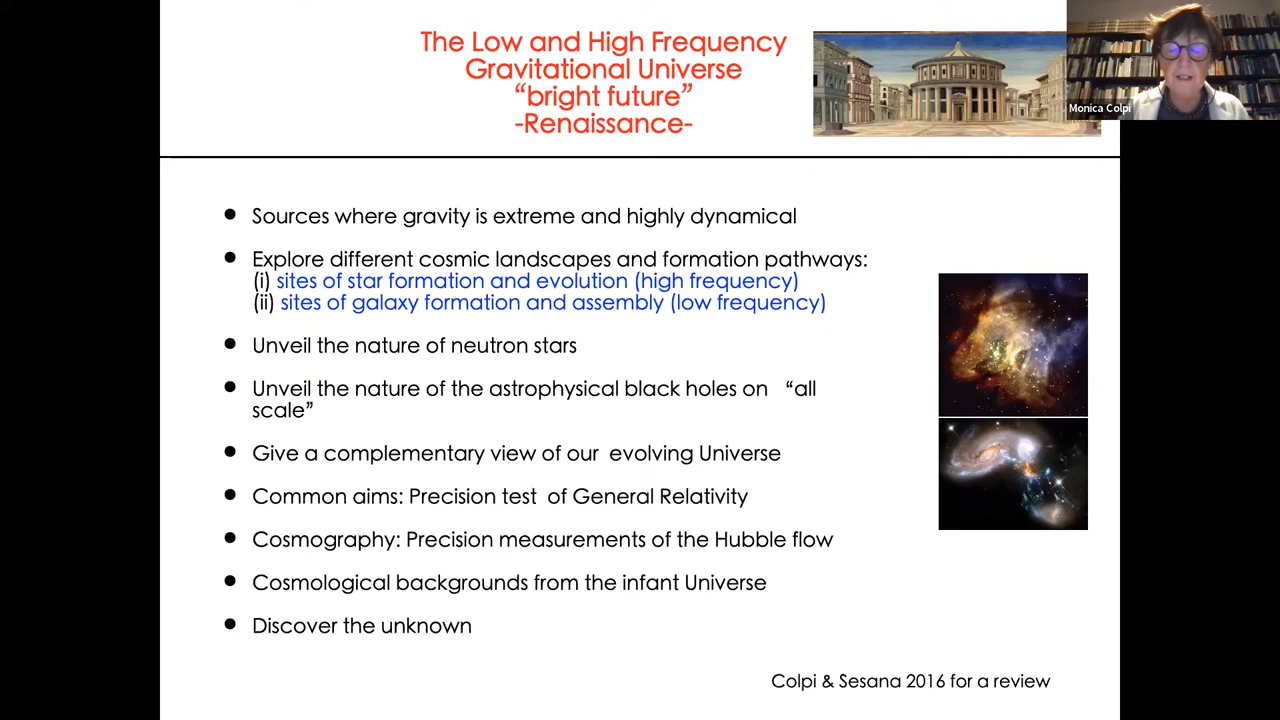 The Low and High Frequency
Gravitational Universe
“bright future”
-Renaissance-
Monica Colpi
● Sources where gravity is extreme and highly dynamical
● Explore different cosmic landscapes and formation pathways:
(i) sites of star formation and evolution (high frequency)
(ii) sites of galaxy formation and assembly (low frequency)
● Unveil the nature of neutron stars
● Unveil the nature of the astrophysical black holes on “all
scale”
● Give a complementary view of our evolving Universe
● Common aims: Precision test of General Relativity
● Cosmography: Precision measurements of the Hubble flow
● Cosmological backgrounds from the infant Universe
● Discover the unknown
Colpi & Sesana 2016 for a review